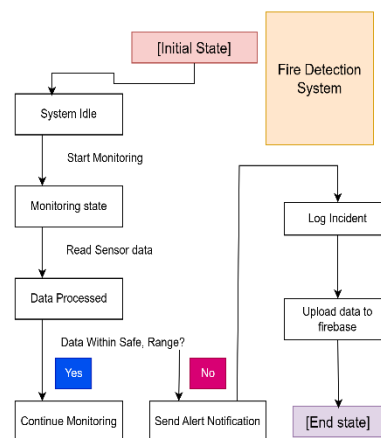 [Initial State]
Fire Detection
System
System Idle
Start Monitoring
Monitoring state
Log Incident
Read Sensor data
Data Processed
Upload data to
firebase
Data Within Safe, Range?
Yes
No
Continue Monitoring
Send Alert Notification
[End state]